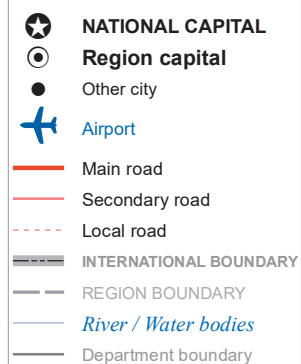 NATIONAL CAPITAL
Region capital
Other city
Airport
Main road
Secondary road
Local road
INTERNATIONAL BOUNDARY
REGION BOUNDARY
River / Water bodies
Department boundary